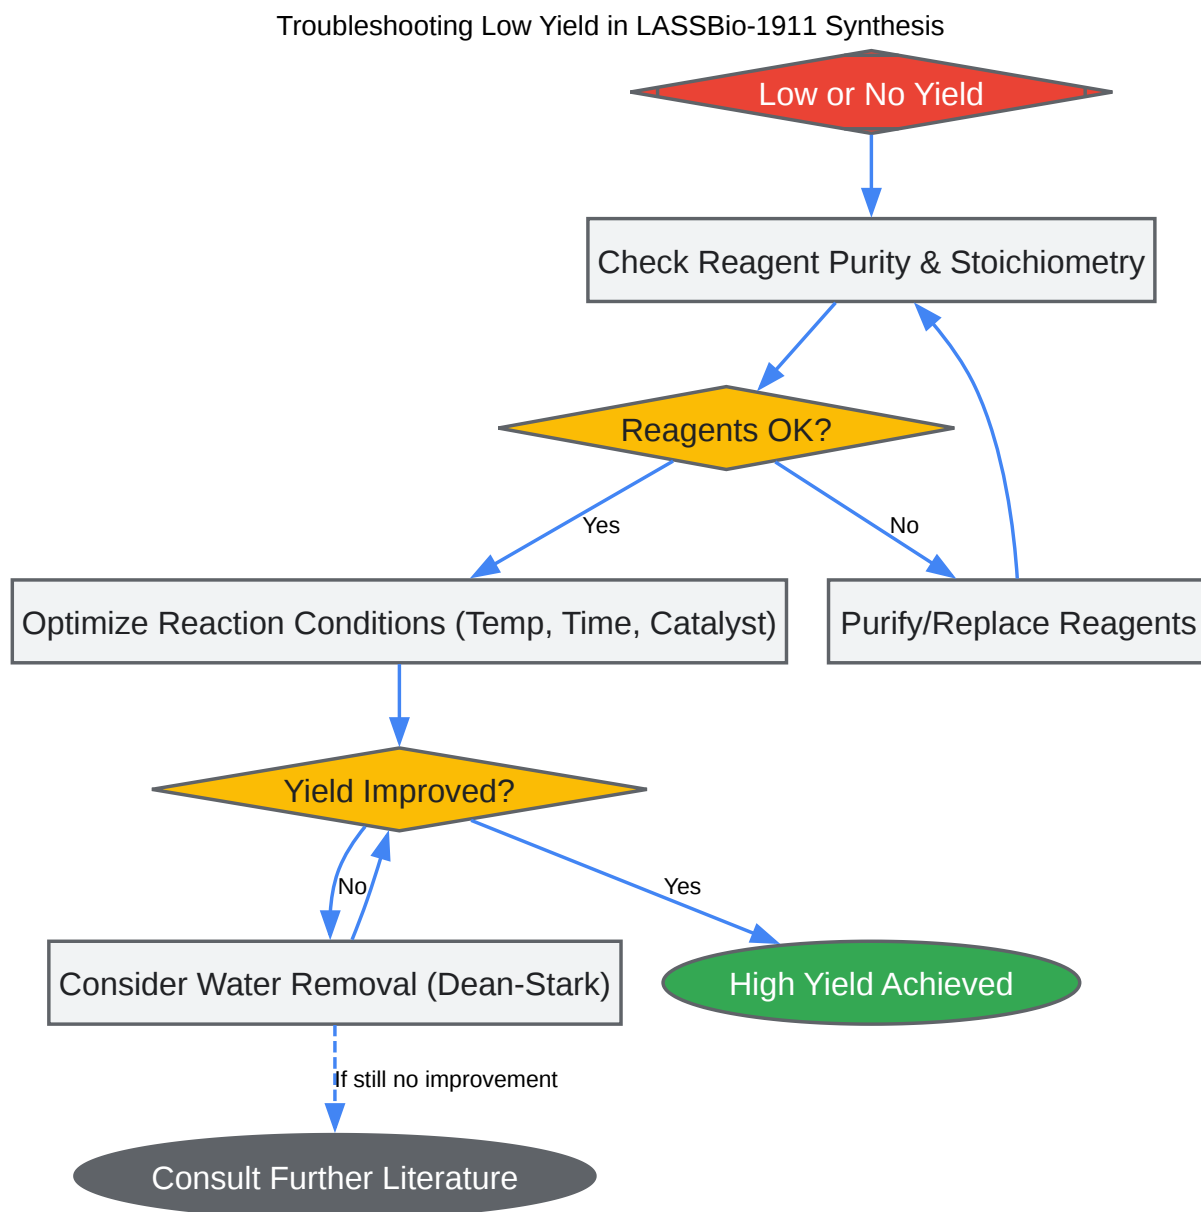 Troubleshooting Low Yield in LASSBio-1911 Synthesis
Low or No Yield
Check Reagent Purity & Stoichiometry
Reagents OK?
Yes
No
Optimize Reaction Conditions (Temp, Time, Catalyst)
Purify/Replace Reagents
Yield Improved?
No
Yes
Consider Water Removal (Dean-Stark)
High Yield Achieved
If still no improvement
Consult Further Literature